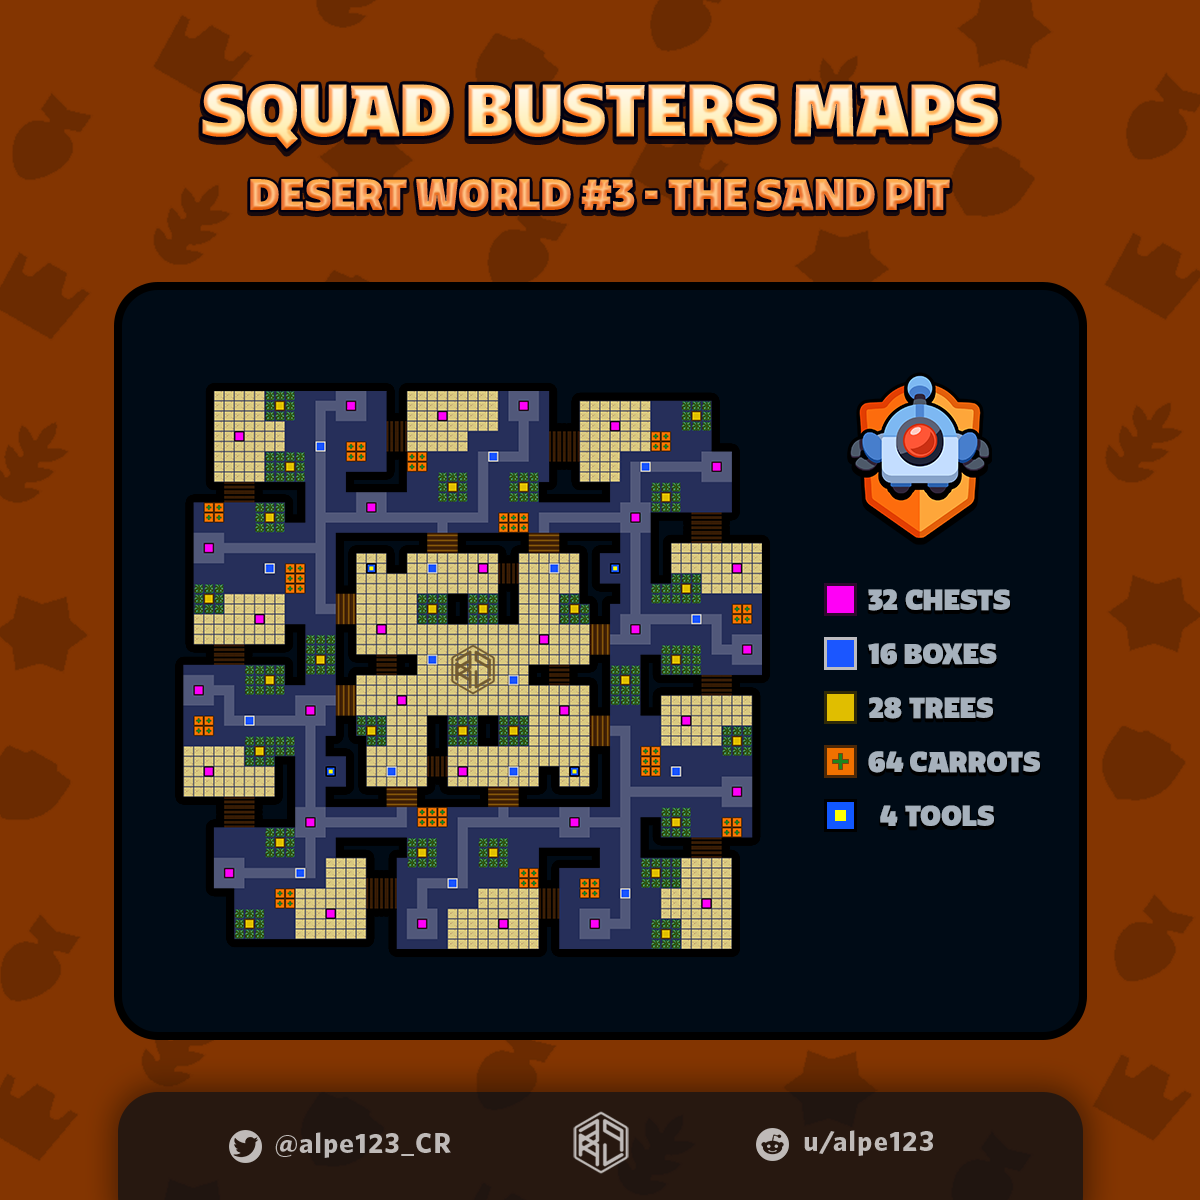 SQUAD BUSTERS MAPS
DESERT WORLD #3 - THE SAND PIT
32 CHESTS
16 BOXES
28 TREES
64 CARROTS
4 TOOLS
@alpe123_CR
u/alpe123